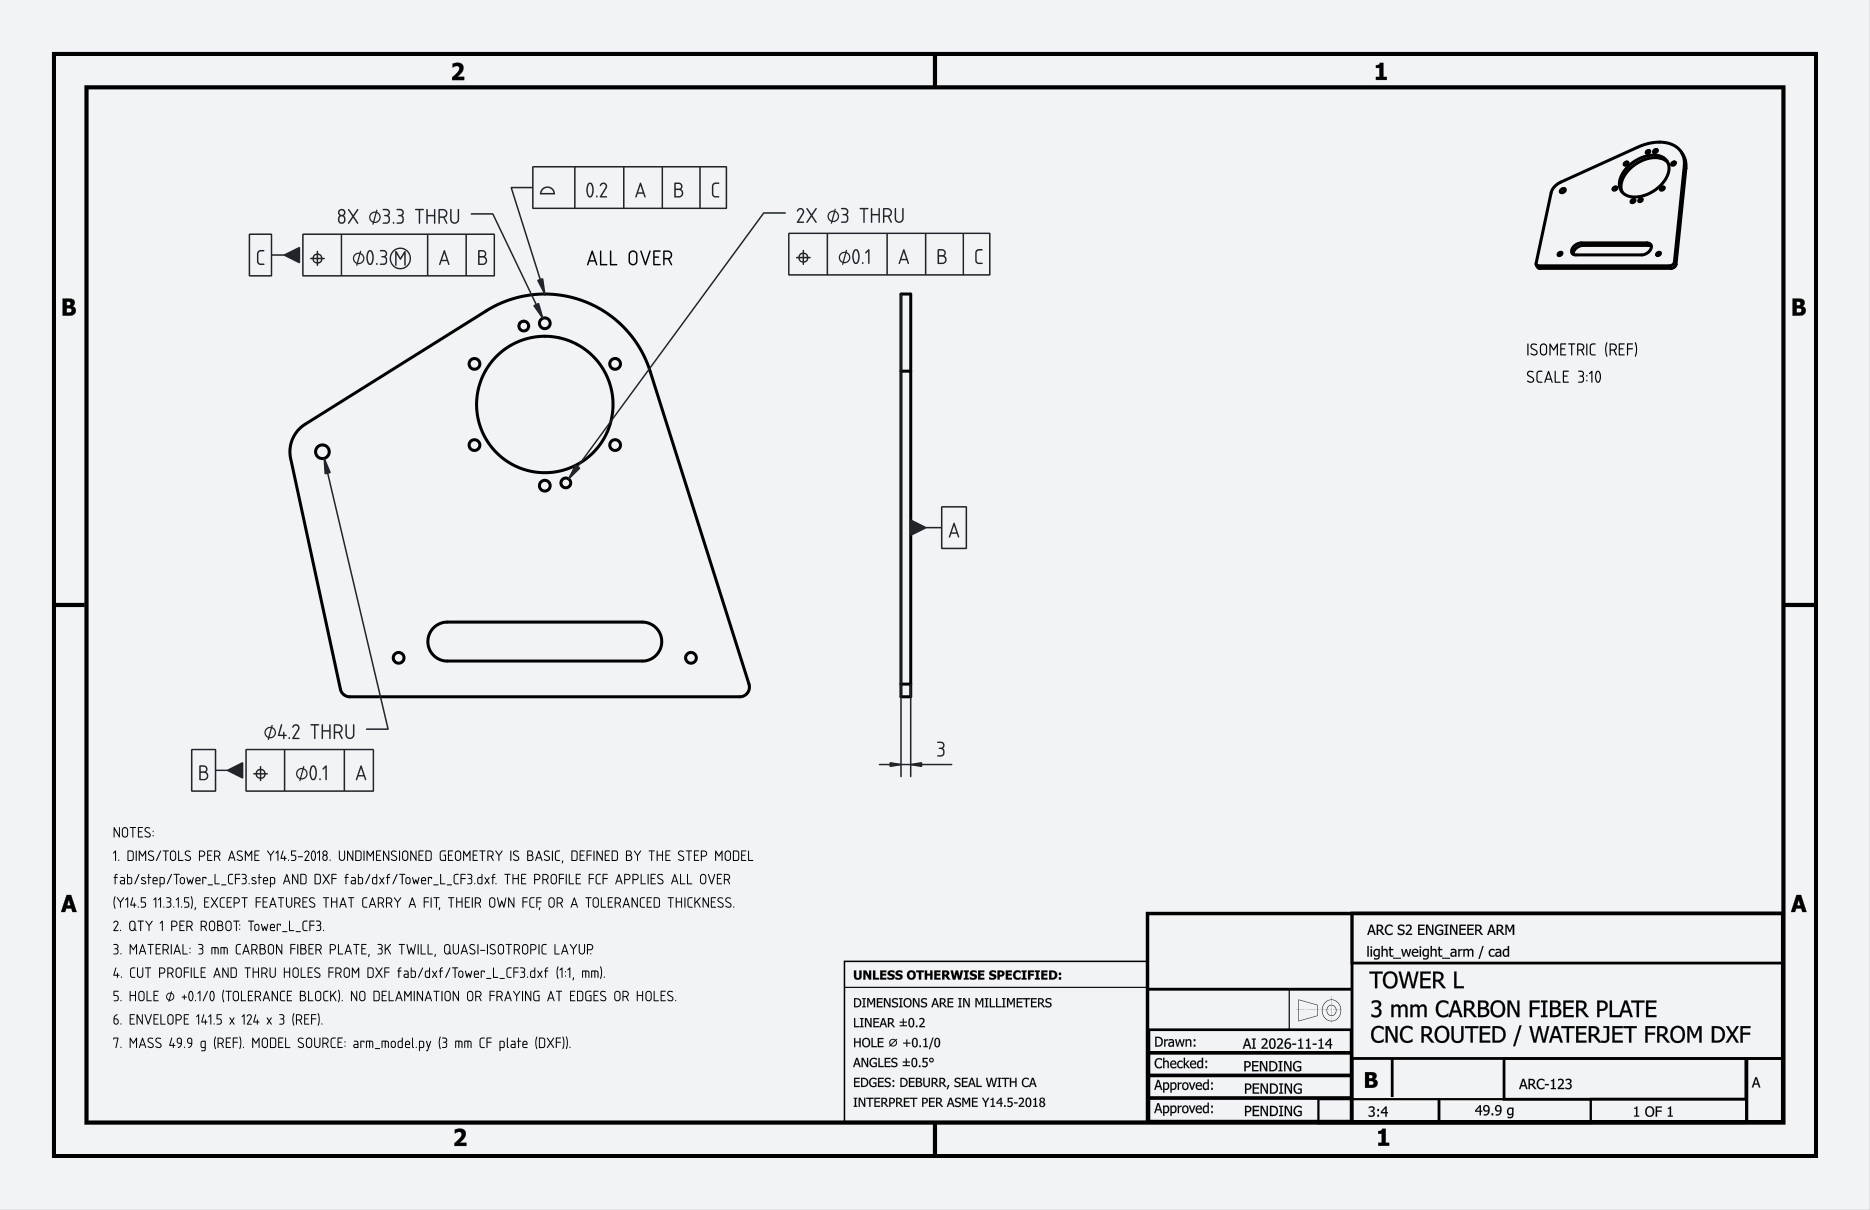 2
1
B
B
A
A
2
1
⌓ 0.2 A B C
ALL OVER
8X ⌀3.3 THRU
C ⌖ ⌀0.3Ⓜ A B
2X ⌀3 THRU
⌖ ⌀0.1 A B C
A
3
⌀4.2 THRU
B ⌖ ⌀0.1 A
ISOMETRIC (REF)
SCALE 3:10
NOTES:
1. DIMS/TOLS PER ASME Y14.5-2018. UNDIMENSIONED GEOMETRY IS BASIC, DEFINED BY THE STEP MODEL
fab/step/Tower_L_CF3.step AND DXF fab/dxf/Tower_L_CF3.dxf. THE PROFILE FCF APPLIES ALL OVER
(Y14.5 11.3.1.5), EXCEPT FEATURES THAT CARRY A FIT, THEIR OWN FCF, OR A TOLERANCED THICKNESS.
2. QTY 1 PER ROBOT: Tower_L_CF3.
3. MATERIAL: 3 mm CARBON FIBER PLATE, 3K TWILL, QUASI-ISOTROPIC LAYUP.
4. CUT PROFILE AND THRU HOLES FROM DXF fab/dxf/Tower_L_CF3.dxf (1:1, mm).
5. HOLE ⌀ +0.1/0 (TOLERANCE BLOCK). NO DELAMINATION OR FRAYING AT EDGES OR HOLES.
6. ENVELOPE 141.5 x 124 x 3 (REF).
7. MASS 49.9 g (REF). MODEL SOURCE: arm_model.py (3 mm CF plate (DXF)).
UNLESS OTHERWISE SPECIFIED:
DIMENSIONS ARE IN MILLIMETERS
LINEAR ±0.2
HOLE ⌀ +0.1/0
ANGLES ±0.5°
EDGES: DEBURR, SEAL WITH CA
INTERPRET PER ASME Y14.5-2018
Drawn: AI 2026-11-14
Checked: PENDING
Approved: PENDING
Approved: PENDING
ARC S2 ENGINEER ARM
light_weight_arm / cad
TOWER L
3 mm CARBON FIBER PLATE
CNC ROUTED / WATERJET FROM DXF
B ARC-123 A
3:4 49.9 g 1 OF 1